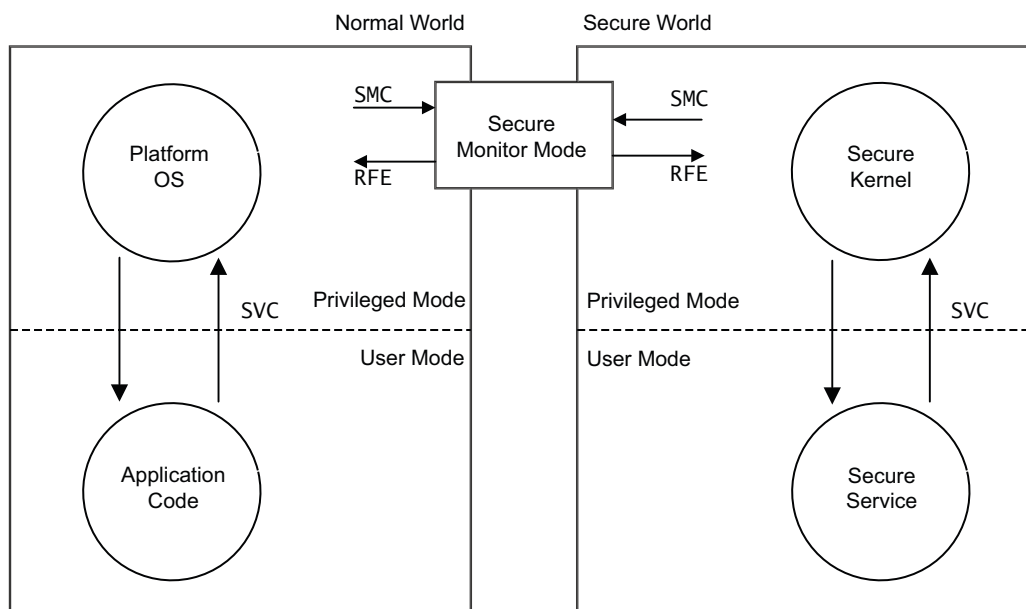 Normal World
Secure World
SMC
SMC
Secure
Monitor Mode
RFE
RFE
Platform
OS
Secure
Kernel
SVC
SVC
Privileged Mode
Privileged Mode
User Mode
User Mode
Application
Code
Secure
Service